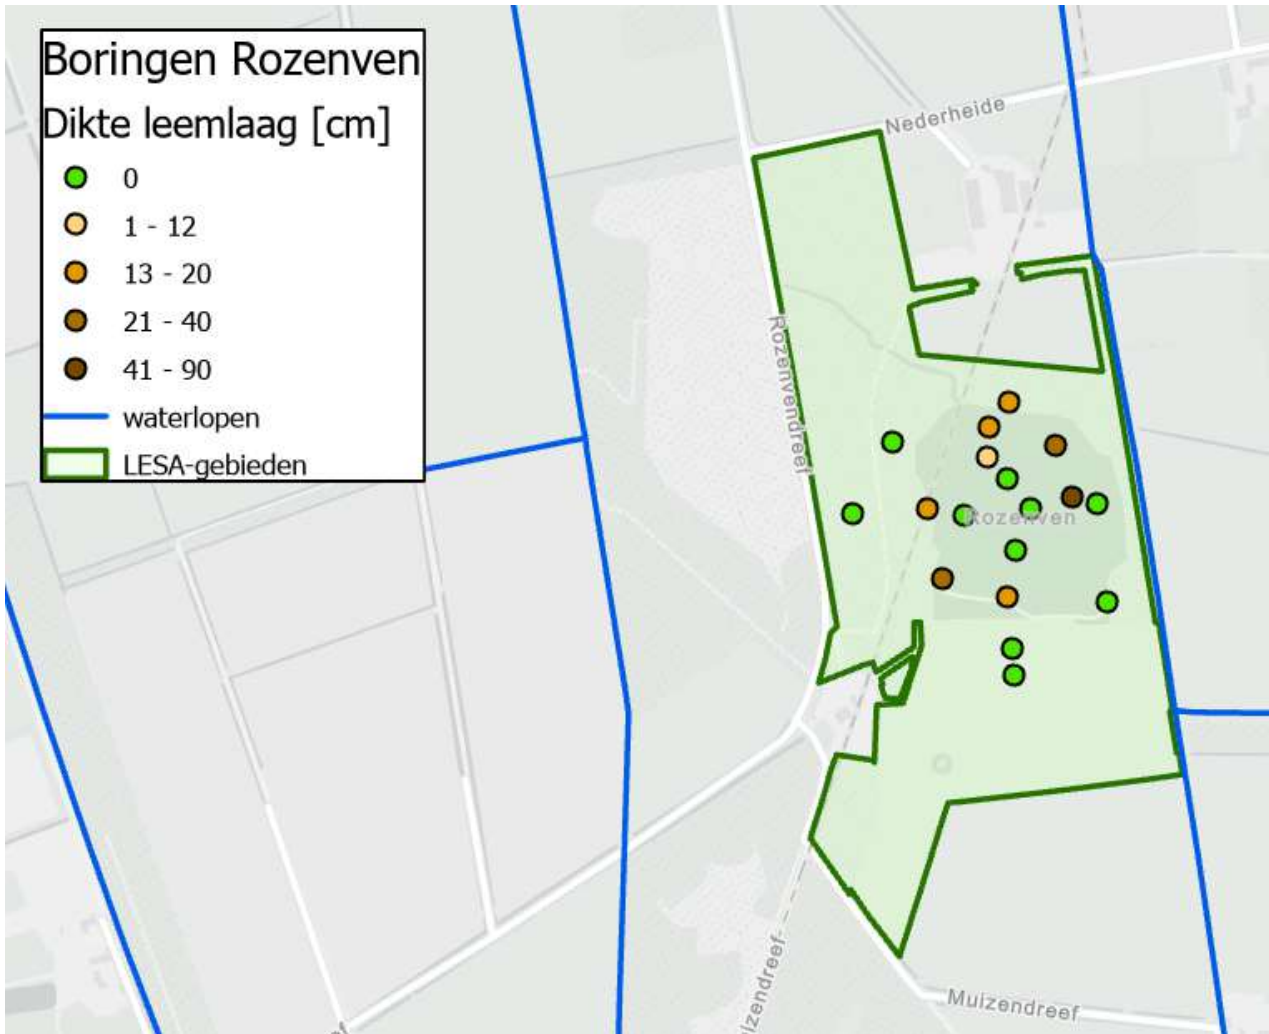 Boringen Rozenven
Dikte leemlaag [cm]
0
1 - 12
13 - 20
21 - 40
41 - 90
waterlopen
LESA-gebieden
Nederheide
Rozenvendreef
Rozenven
Muizendreef